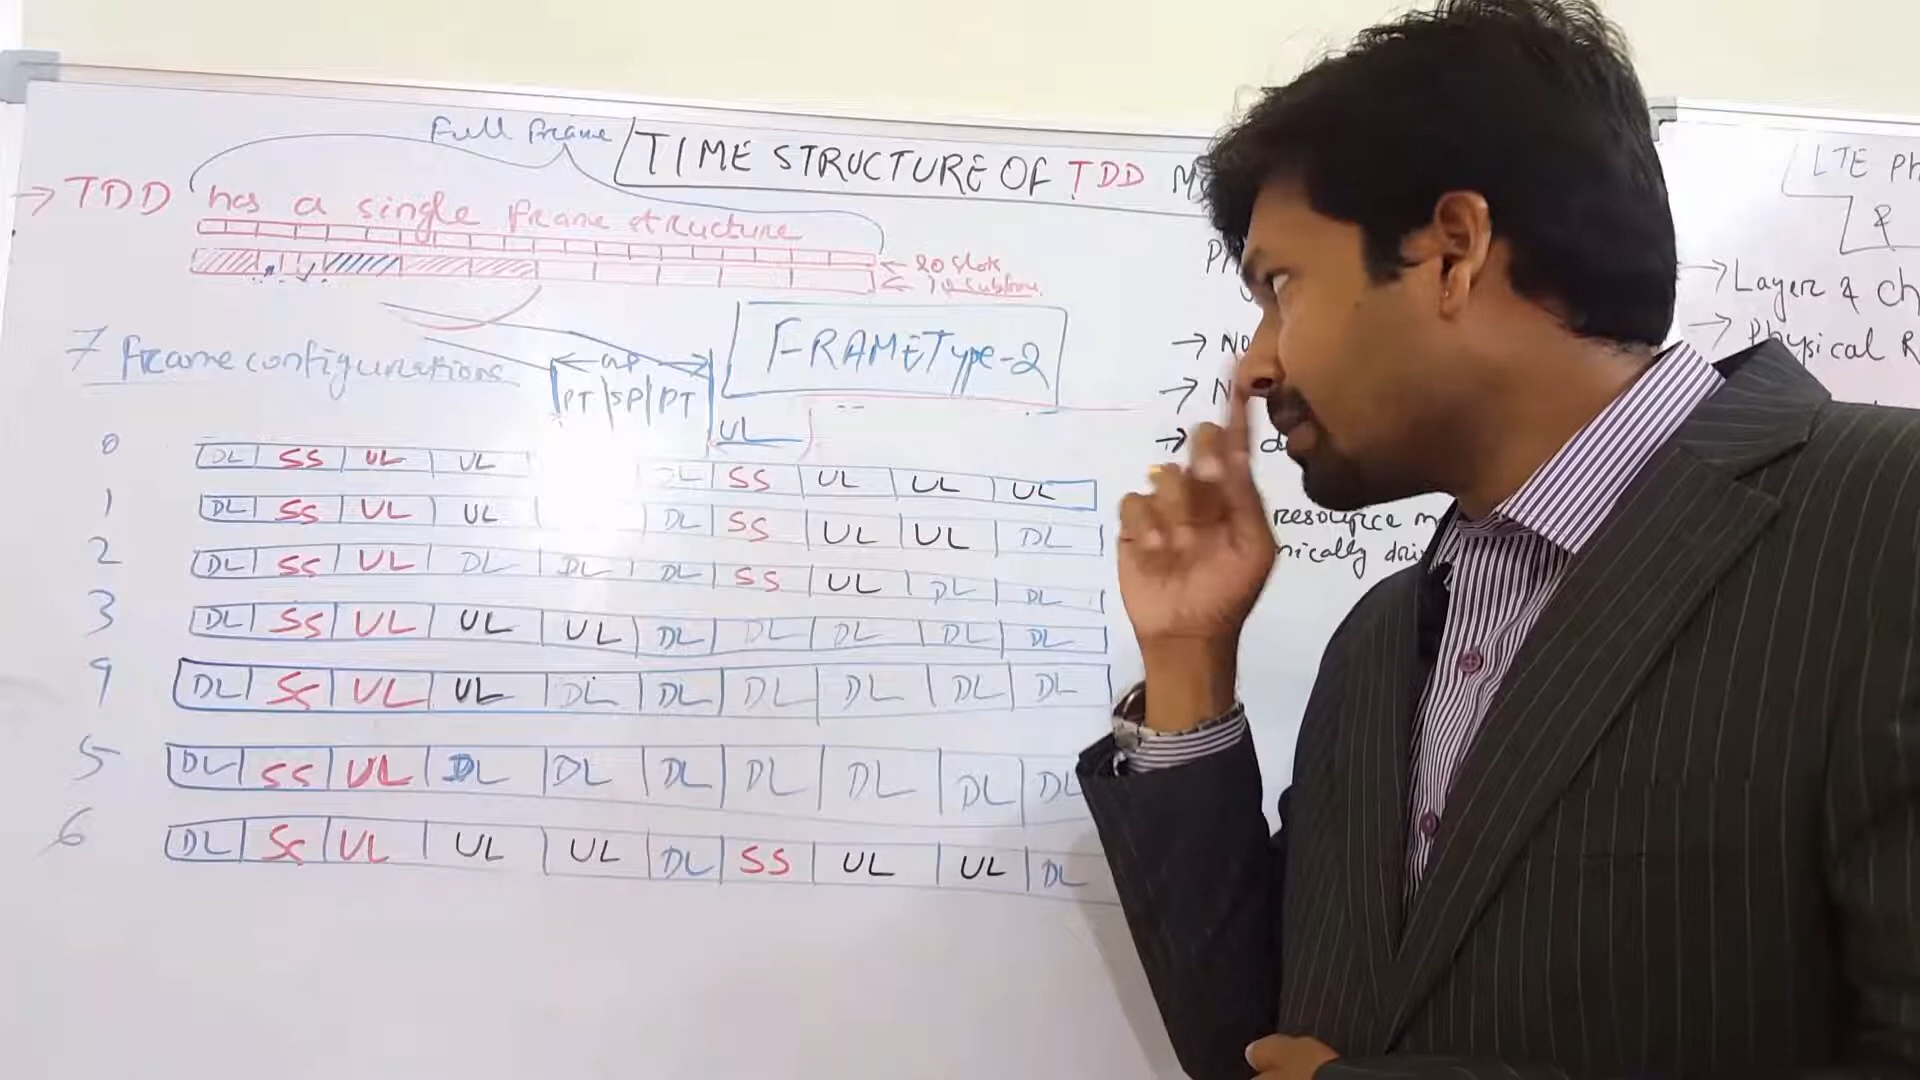 Full frame
TIME STRUCTURE OF TDD
→ TDD has a single frame structure
20 slots
10 subframe
7 frame configurations
PT | SP | PT
FRAME Type-2
UL
0 DL SS UL UL DL SS UL UL UL
1 DL SS UL UL DL SS UL UL DL
2 DL SS UL DL DL DL SS UL DL DL
3 DL SS UL UL UL DL DL DL DL DL
4 DL SS UL UL DL DL DL DL DL DL
5 DL SS UL DL DL DL DL DL DL DL
6 DL SS UL UL UL DL SS UL UL DL
→ NO
→ N
→
resource m
LTE Ph
&
→ Layer & Ch
→ Physical R